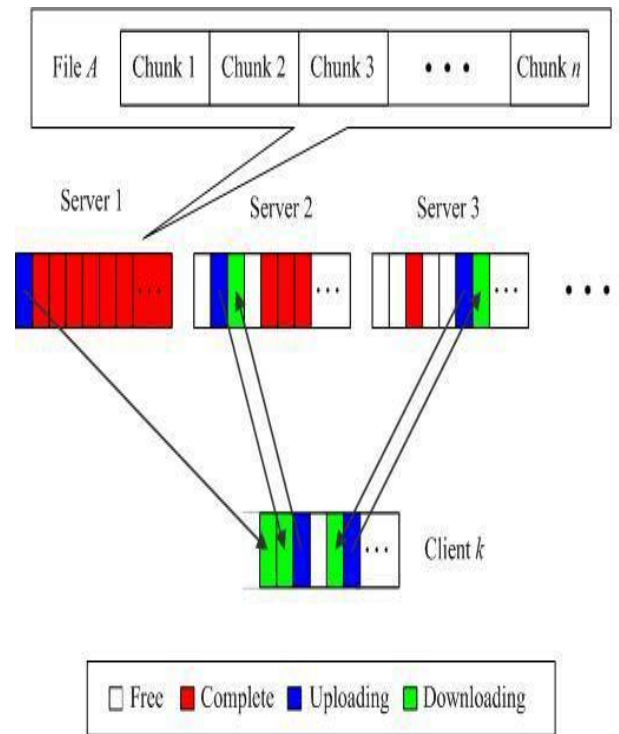 File A Chunk 1 Chunk 2 Chunk 3 • • • Chunk n
Server 1
Server 2
Server 3
• • •
• • •
• • •
• • •
• • •
Client k
Free Complete Uploading Downloading